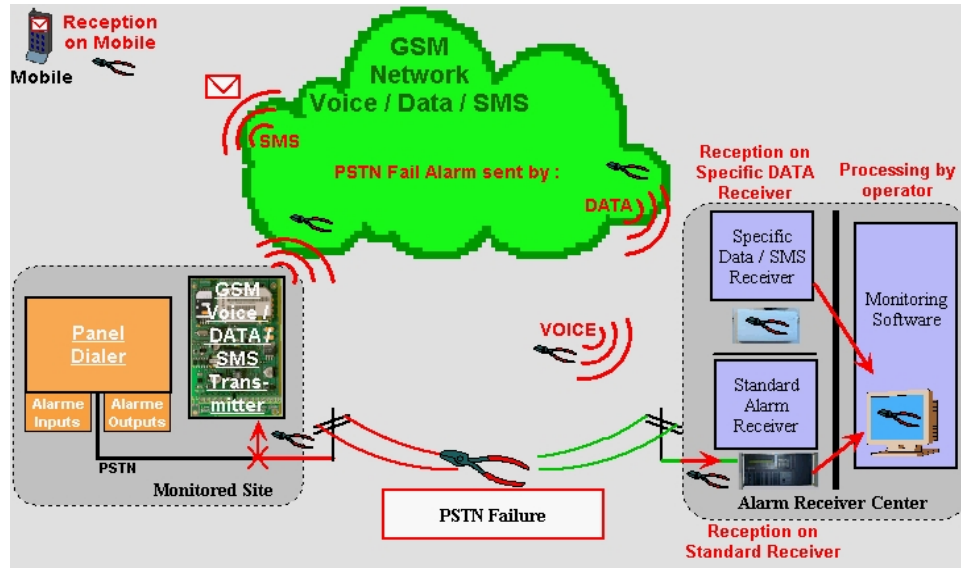 Reception
on Mobile
Mobile
GSM
Network
Voice / Data / SMS
SMS
PSTN Fail Alarm sent by :
DATA
VOICE
Reception on
Specific DATA
Receiver
Processing by
operator
Specific
Data / SMS
Receiver
Monitoring
Software
Standard
Alarm
Receiver
Alarm Receiver Center
Reception on
Standard Receiver
Panel
Dialer
Alarme
Inputs
Alarme
Outputs
PSTN
GSM
Voice /
DATA /
SMS
Trans-
mitter
Monitored Site
PSTN Failure